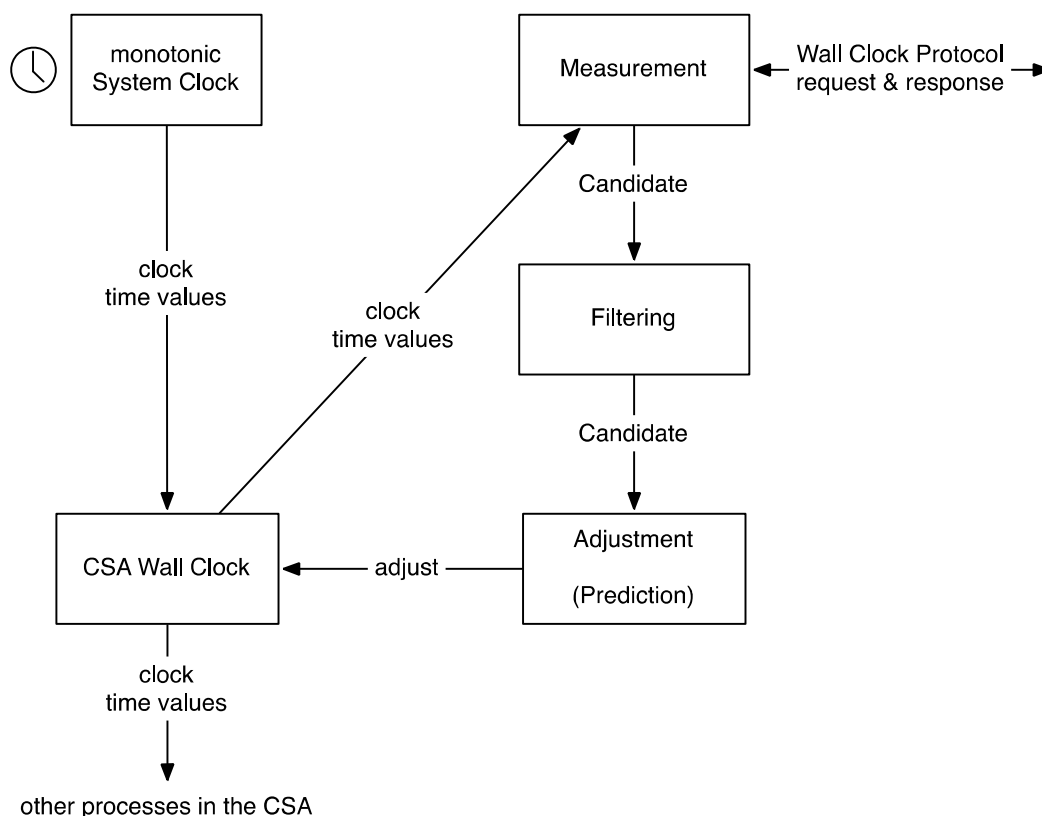 monotonic
System Clock
Measurement
Wall Clock Protocol
request & response
Candidate
clock
time values
clock
time values
Filtering
Candidate
CSA Wall Clock
adjust
Adjustment
(Prediction)
clock
time values
other processes in the CSA